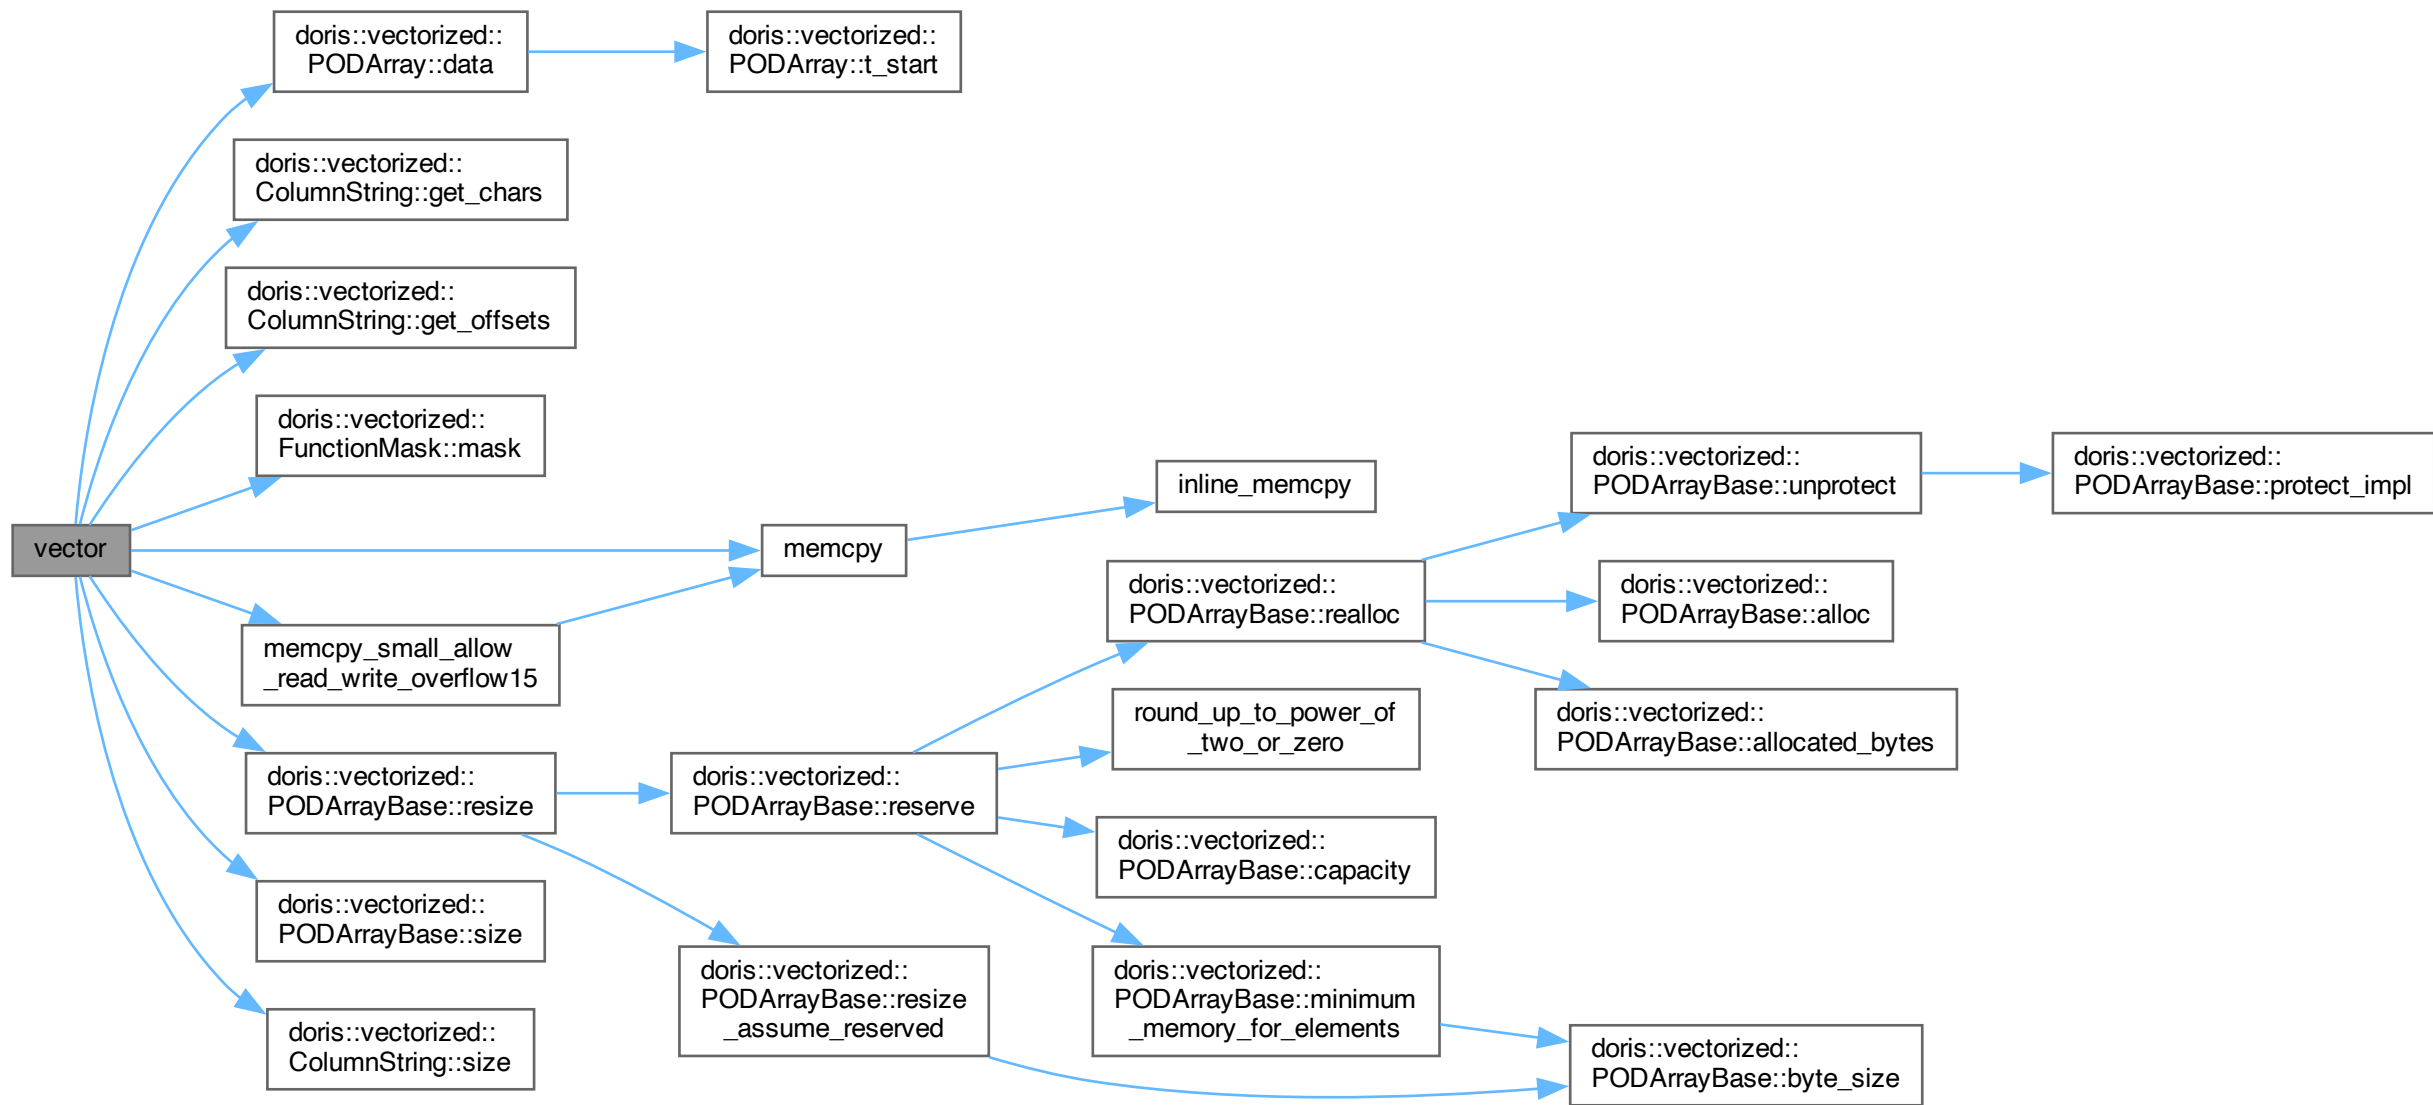 doris::vectorized::
PODArray::data
doris::vectorized::
PODArray::t_start
doris::vectorized::
ColumnString::get_chars
doris::vectorized::
ColumnString::get_offsets
doris::vectorized::
FunctionMask::mask
vector
memcpy
inline_memcpy
memcpy_small_allow
_read_write_overflow15
doris::vectorized::
PODArrayBase::resize
doris::vectorized::
PODArrayBase::size
doris::vectorized::
ColumnString::size
doris::vectorized::
PODArrayBase::reserve
doris::vectorized::
PODArrayBase::resize
_assume_reserved
doris::vectorized::
PODArrayBase::realloc
round_up_to_power_of
_two_or_zero
doris::vectorized::
PODArrayBase::capacity
doris::vectorized::
PODArrayBase::minimum
_memory_for_elements
doris::vectorized::
PODArrayBase::unprotect
doris::vectorized::
PODArrayBase::protect_impl
doris::vectorized::
PODArrayBase::alloc
doris::vectorized::
PODArrayBase::allocated_bytes
doris::vectorized::
PODArrayBase::byte_size